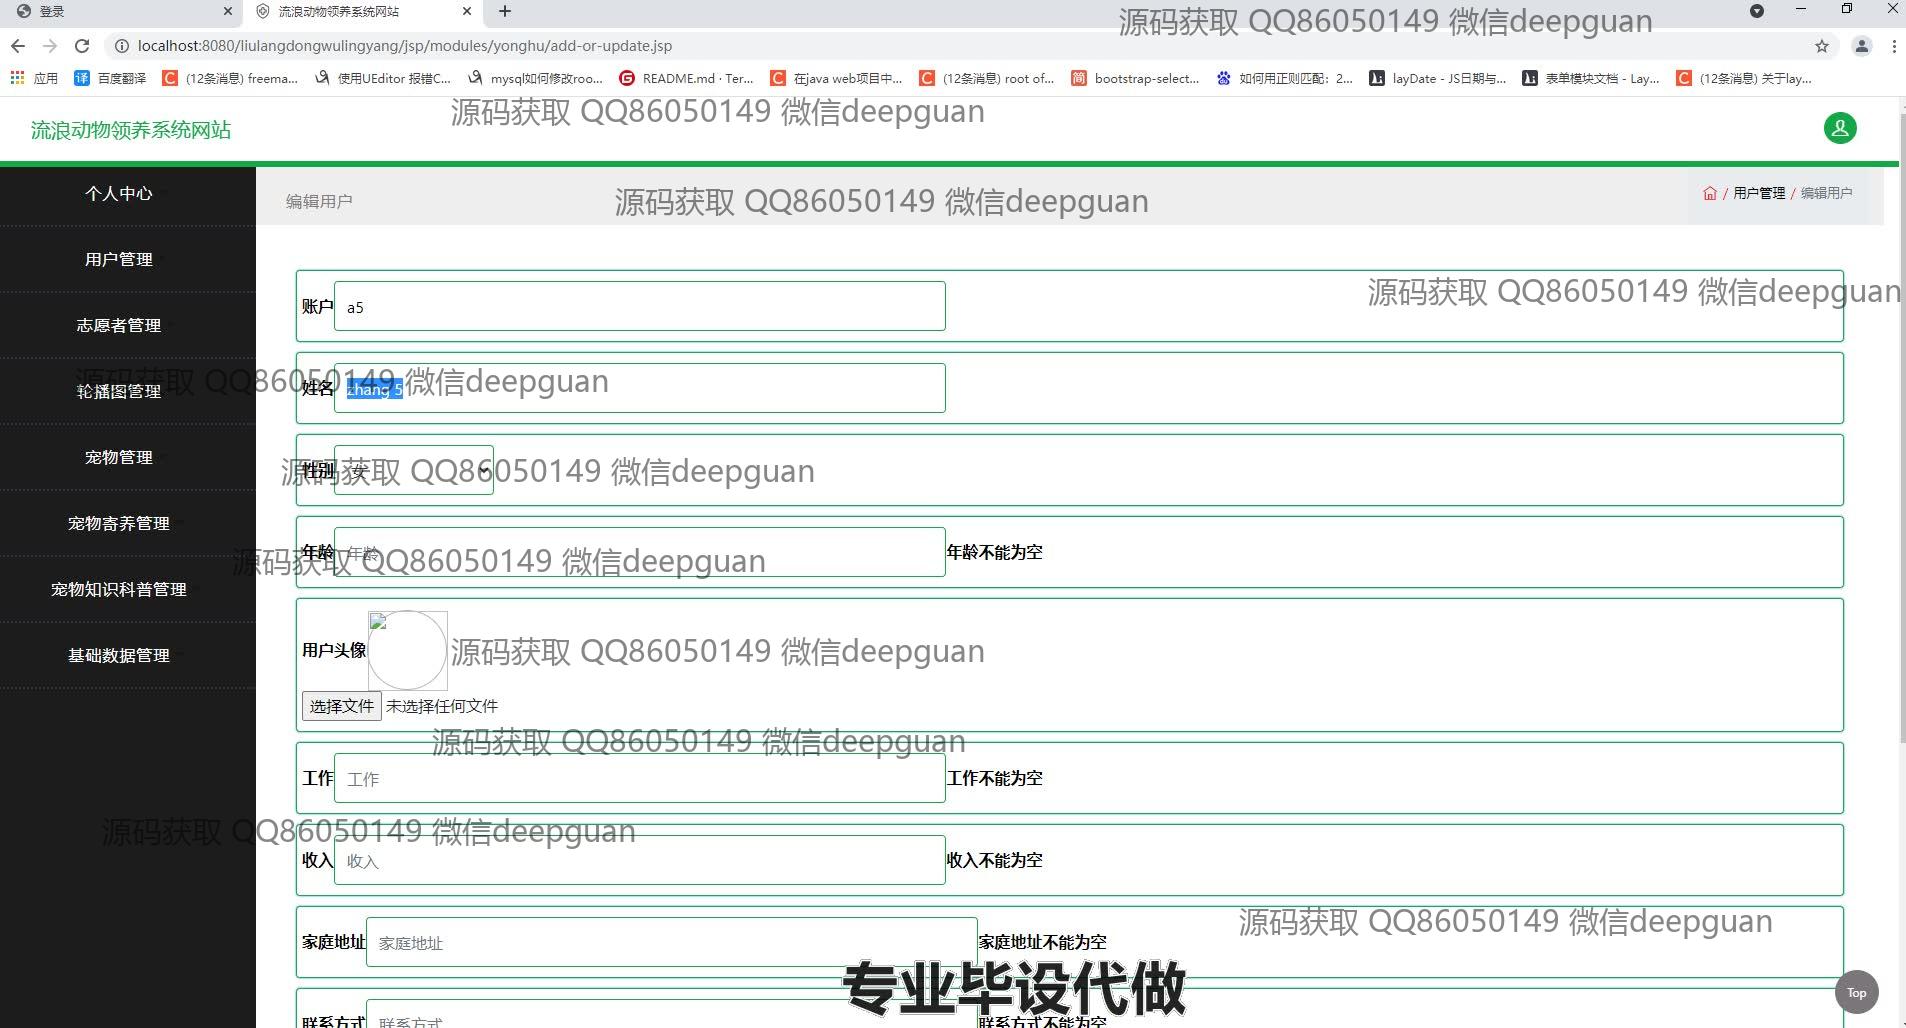 登录
流浪动物领养系统网站
源码获取 QQ86050149 微信deepguan
localhost:8080/liulangdongwulingyang/jsp/modules/yonghu/add-or-update.jsp
应用 百度翻译 (12条消息) freema... 使用UEditor 报错C... mysql如何修改roo... README.md · Ter... 在java web项目中... (12条消息) root of... bootstrap-select... 如何用正则匹配：2... layDate - JS日期与... 表单模块文档 - Lay... (12条消息) 关于lay...
源码获取 QQ86050149 微信deepguan
流浪动物领养系统网站
个人中心
用户管理
志愿者管理
轮播图管理
宠物管理
宠物寄养管理
宠物知识科普管理
基础数据管理
编辑用户
源码获取 QQ86050149 微信deepguan
/ 用户管理 / 编辑用户
源码获取 QQ86050149 微信deepguan
账户 a5
姓名 zhang 5
源码获取 QQ86050149 微信deepguan
性别 女
源码获取 QQ86050149 微信deepguan
年龄 年龄 年龄不能为空
源码获取 QQ86050149 微信deepguan
用户头像
源码获取 QQ86050149 微信deepguan
选择文件 未选择任何文件
源码获取 QQ86050149 微信deepguan
工作 工作 工作不能为空
源码获取 QQ86050149 微信deepguan
收入 收入 收入不能为空
源码获取 QQ86050149 微信deepguan
家庭地址 家庭地址 家庭地址不能为空
专业毕设代做
Top
联系方式 联系方式 联系方式不能为空